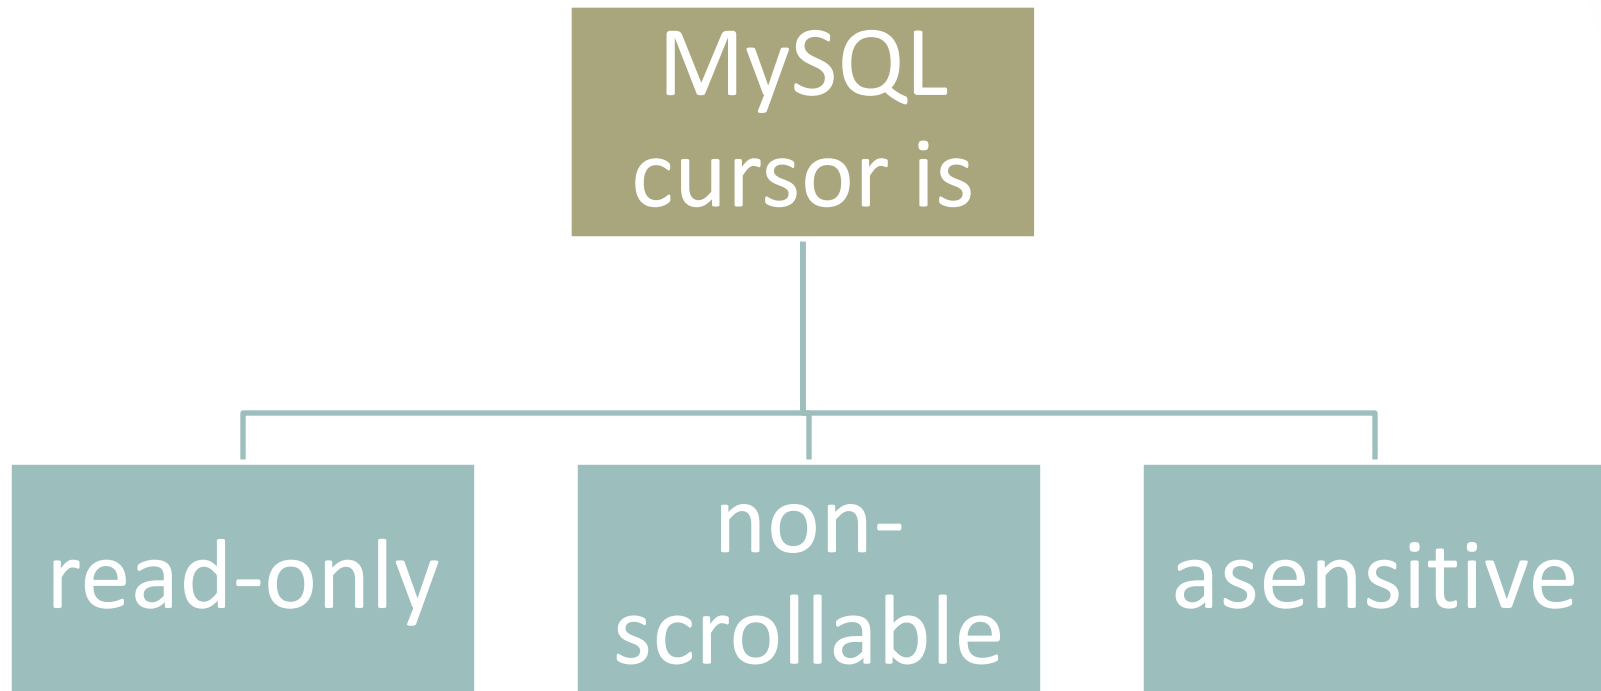 MySQL
cursor is
read-only
non-
scrollable
asensitive